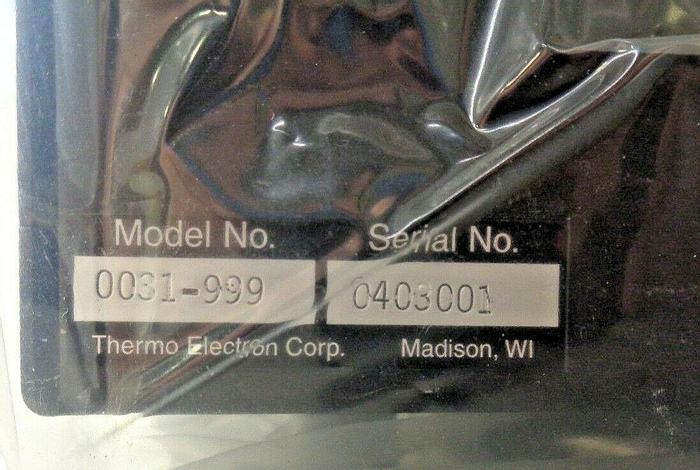 Model No. Serial No.
0031-999 0403001
Thermo Electron Corp. Madison, WI